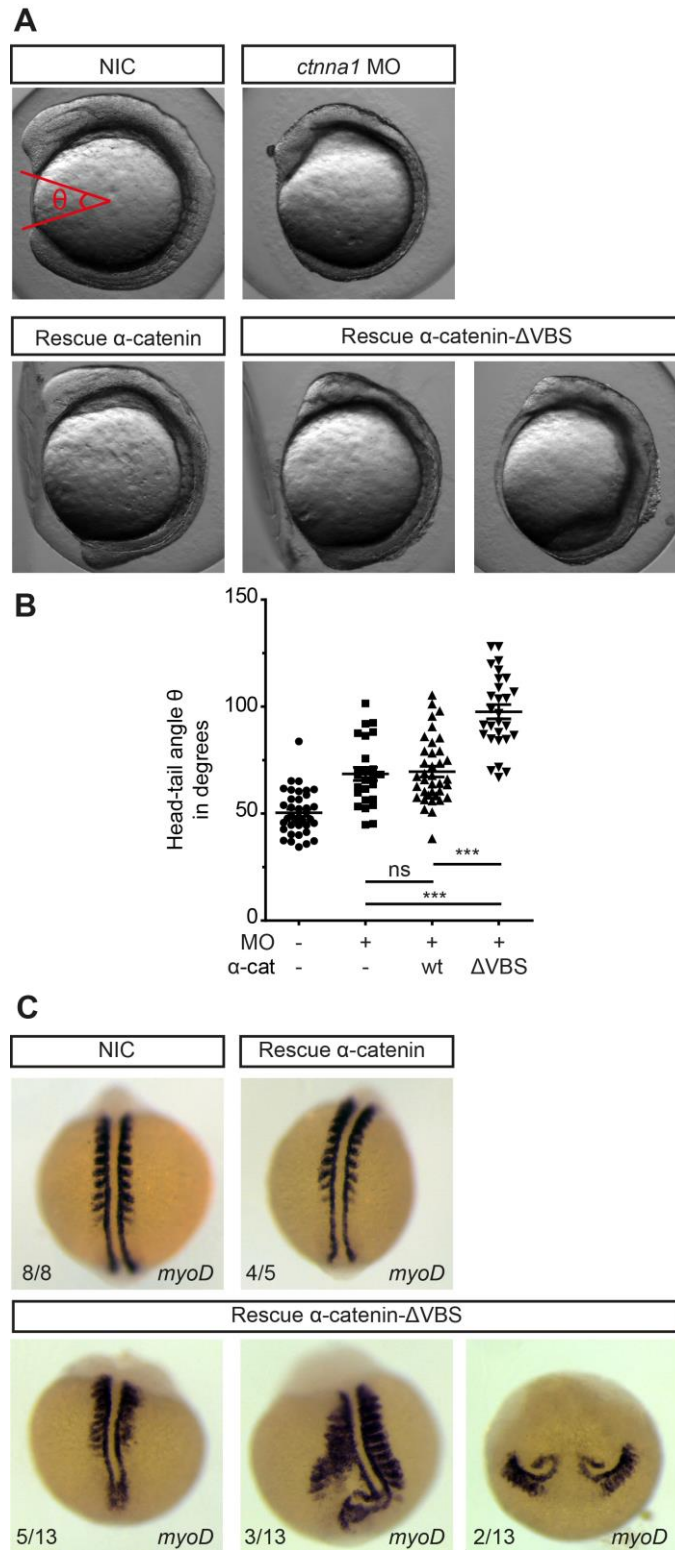 A
NIC
ctnna1 MO
θ
Rescue α-catenin
Rescue α-catenin-ΔVBS
B
150
100
50
0
Head-tail angle θ
in degrees
ns
***
***
MO - + + +
α-cat - - wt ΔVBS
C
NIC
Rescue α-catenin
8/8 myoD
4/5 myoD
Rescue α-catenin-ΔVBS
5/13 myoD
3/13 myoD
2/13 myoD